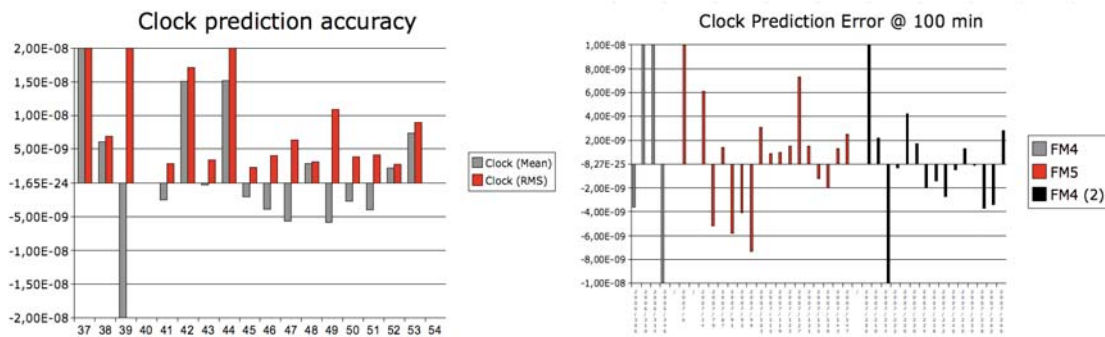 Clock prediction accuracy
2,00E-08
1,50E-08
1,00E-08
5,00E-09
-1,65E-24
-5,00E-09
-1,00E-08
-1,50E-08
-2,00E-08
37 38 39 40 41 42 43 44 45 46 47 48 49 50 51 52 53 54
Clock (Mean)
Clock (RMS)
Clock Prediction Error @ 100 min
1,00E-08
8,00E-09
6,00E-09
4,00E-09
2,00E-09
-8,27E-25
-2,00E-09
-4,00E-09
-6,00E-09
-8,00E-09
-1,00E-08
FM4
FM5
FM4 (2)